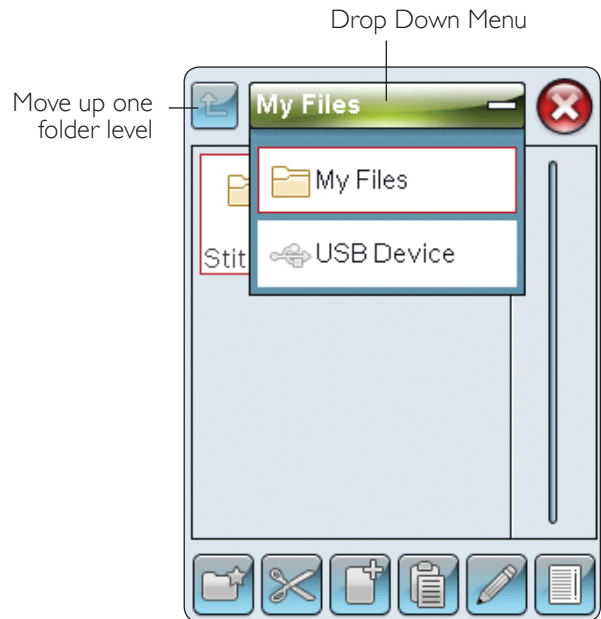 Drop Down Menu
Move up one
folder level
My Files
My Files
Stit
USB Device